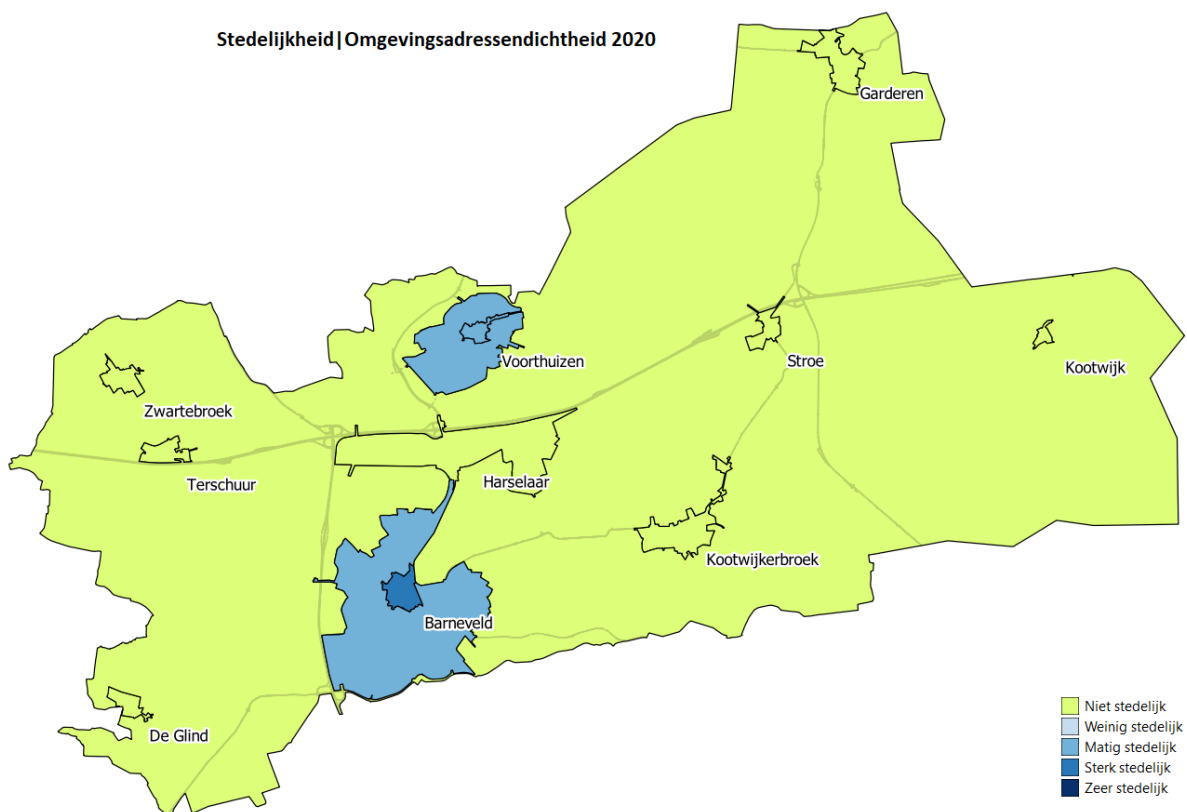 Stedelijkheid|Omgevingsadressendichtheid 2020
Garderen
Voorthuizen
Stroe
Kootwijk
Zwartebroek
Terschuur
Harselaar
Kootwijkerbroek
Barneveld
De Glind
Niet stedelijk
Weinig stedelijk
Matig stedelijk
Sterk stedelijk
Zeer stedelijk